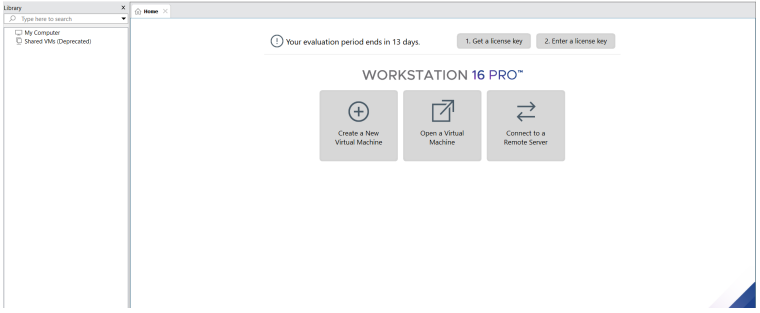 Library
x
Type here to search
My Computer
Shared VMs (Deprecated)
Home
Your evaluation period ends in 13 days.
1. Get a license key
2. Enter a license key
WORKSTATION 16 PRO™
Create a New
Virtual Machine
Open a Virtual
Machine
Connect to a
Remote Server